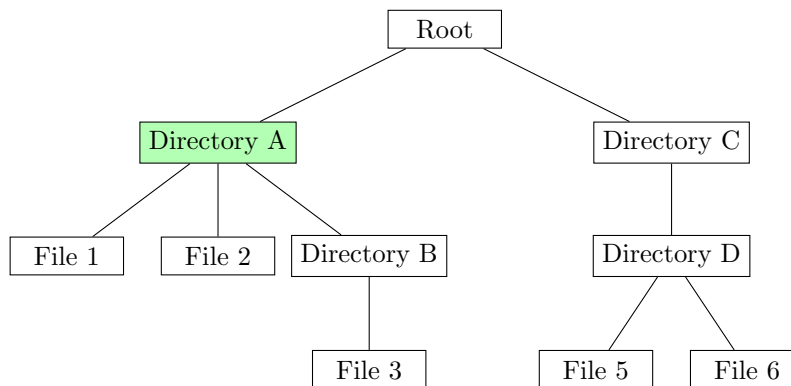 Root
Directory A
Directory C
File 1
File 2
Directory B
Directory D
File 3
File 5
File 6